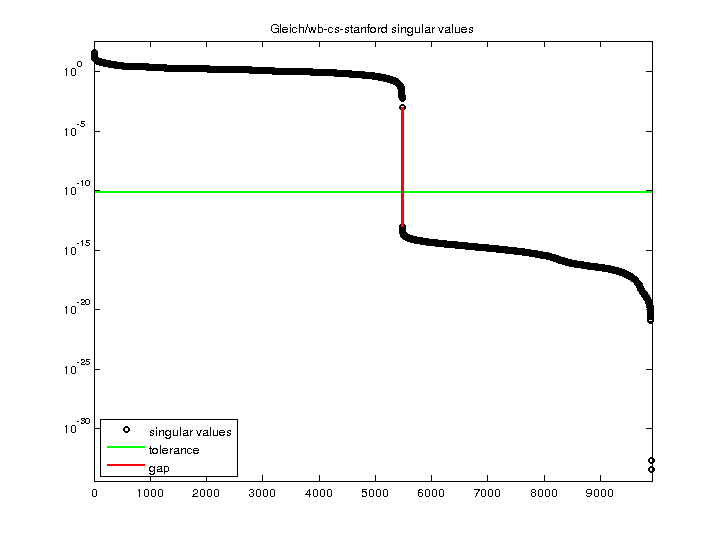 Gleich/wb-cs-stanford singular values
10^0
10^-5
10^-10
10^-15
10^-20
10^-25
10^-30
singular values
tolerance
gap
0 1000 2000 3000 4000 5000 6000 7000 8000 9000